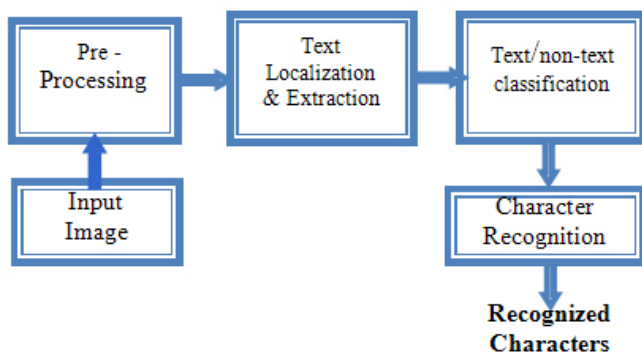 Pre -
Processing
Text
Localization
& Extraction
Text/non-text
classification
Input
Image
Character
Recognition
Recognized
Characters